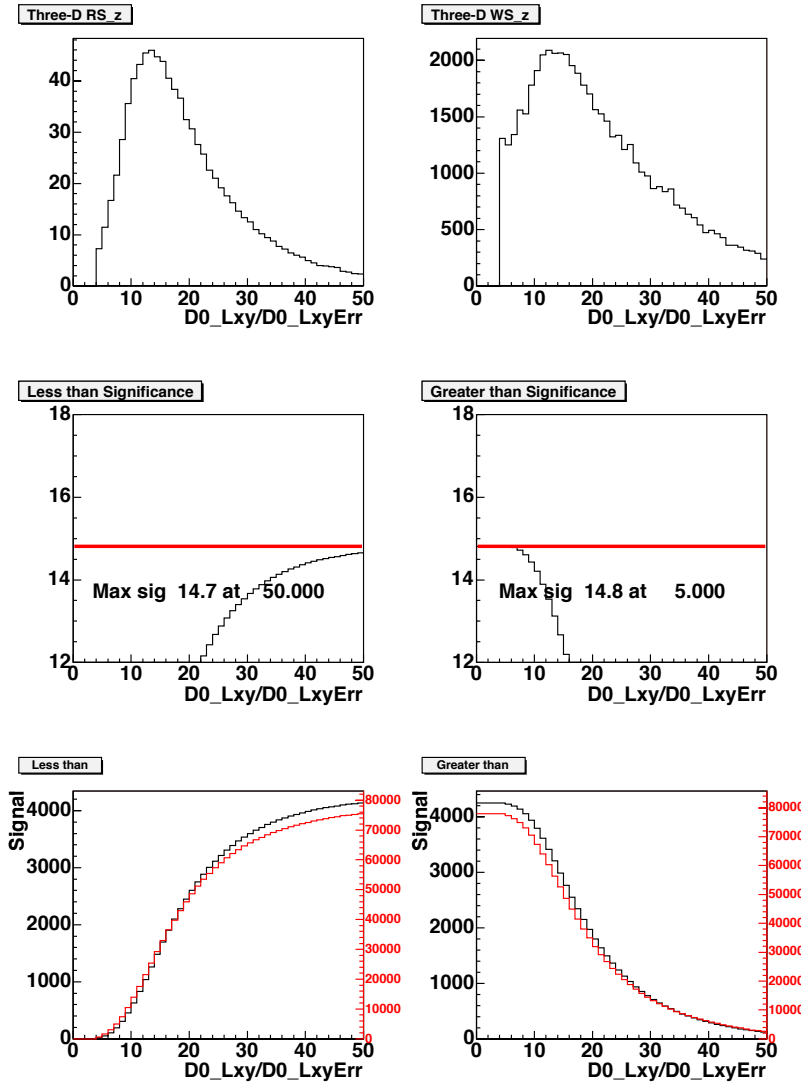 Three-D RS_z
Three-D WS_z
40
30
20
10
0
0 10 20 30 40 50
D0_Lxy/D0_LxyErr
2000
1500
1000
500
0
0 10 20 30 40 50
D0_Lxy/D0_LxyErr
Less than Significance
Greater than Significance
18
16
14
12
Max sig 14.7 at 50.000
0 10 20 30 40 50
D0_Lxy/D0_LxyErr
18
16
14
12
Max sig 14.8 at 5.000
0 10 20 30 40 50
D0_Lxy/D0_LxyErr
Less than
Greater than
Signal
4000
3000
2000
1000
0
80000
70000
60000
50000
40000
30000
20000
10000
0
0 10 20 30 40 50
D0_Lxy/D0_LxyErr
Signal
4000
3000
2000
1000
0
80000
70000
60000
50000
40000
30000
20000
10000
0
0 10 20 30 40 50
D0_Lxy/D0_LxyErr